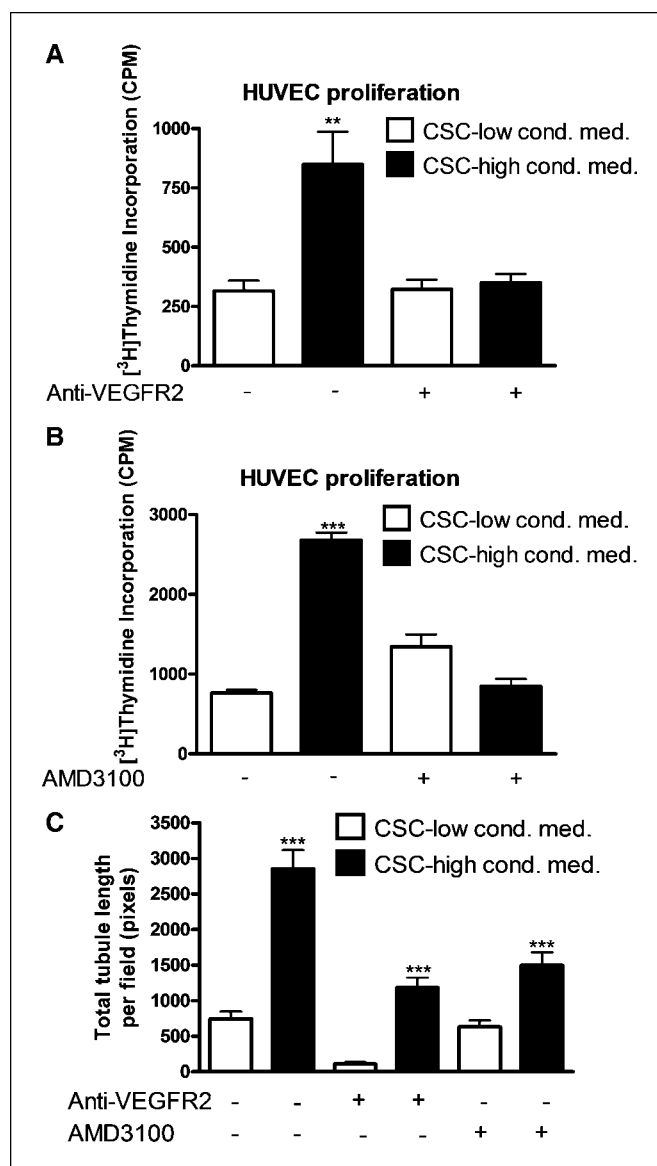 A
HUVEC proliferation
[³H]Thymidine Incorporation (CPM)
1000
750
500
250
0
**
CSC-low cond. med.
CSC-high cond. med.
Anti-VEGFR2 - - + +
B
HUVEC proliferation
[³H]Thymidine Incorporation (CPM)
3000
2000
1000
0
***
CSC-low cond. med.
CSC-high cond. med.
AMD3100 - - + +
C
Total tubule length
per field (pixels)
3500
3000
2500
2000
1500
1000
500
0
***
***
***
CSC-low cond. med.
CSC-high cond. med.
Anti-VEGFR2 - - + + - -
AMD3100 - - - - + +